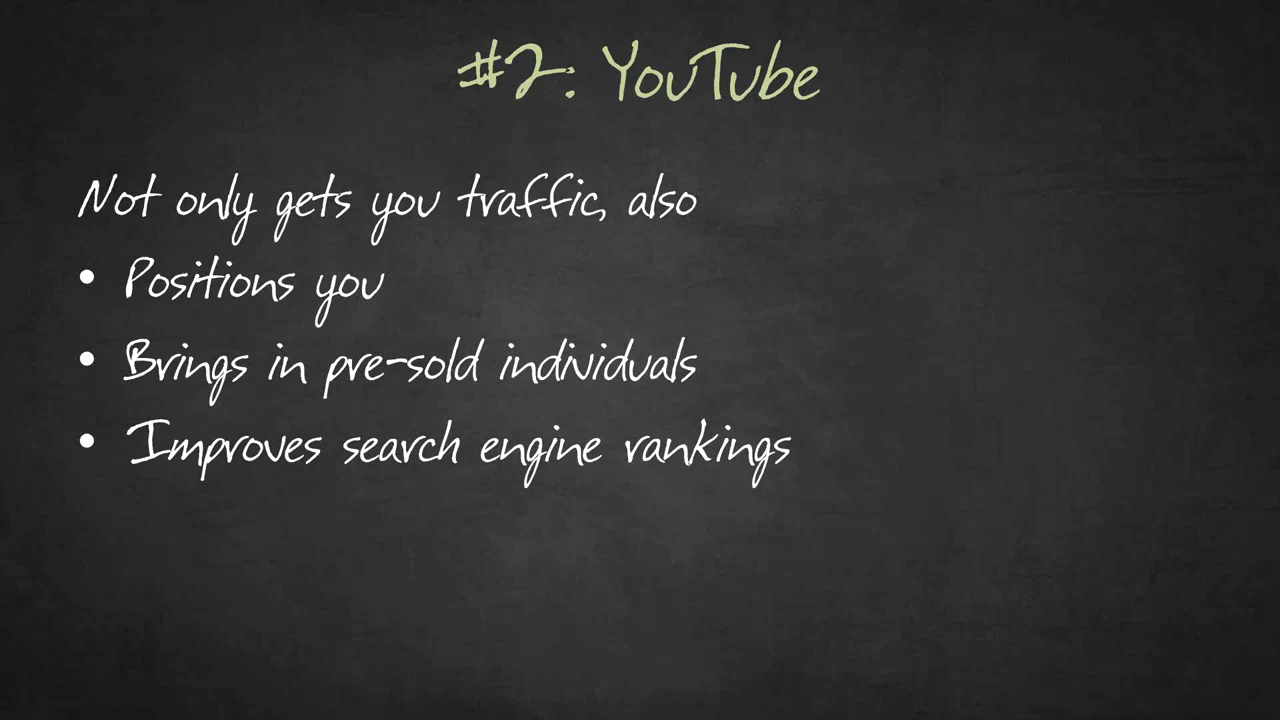 #2: YouTube
Not only gets you traffic, also
• Positions you
• Brings in pre-sold individuals
• Improves search engine rankings